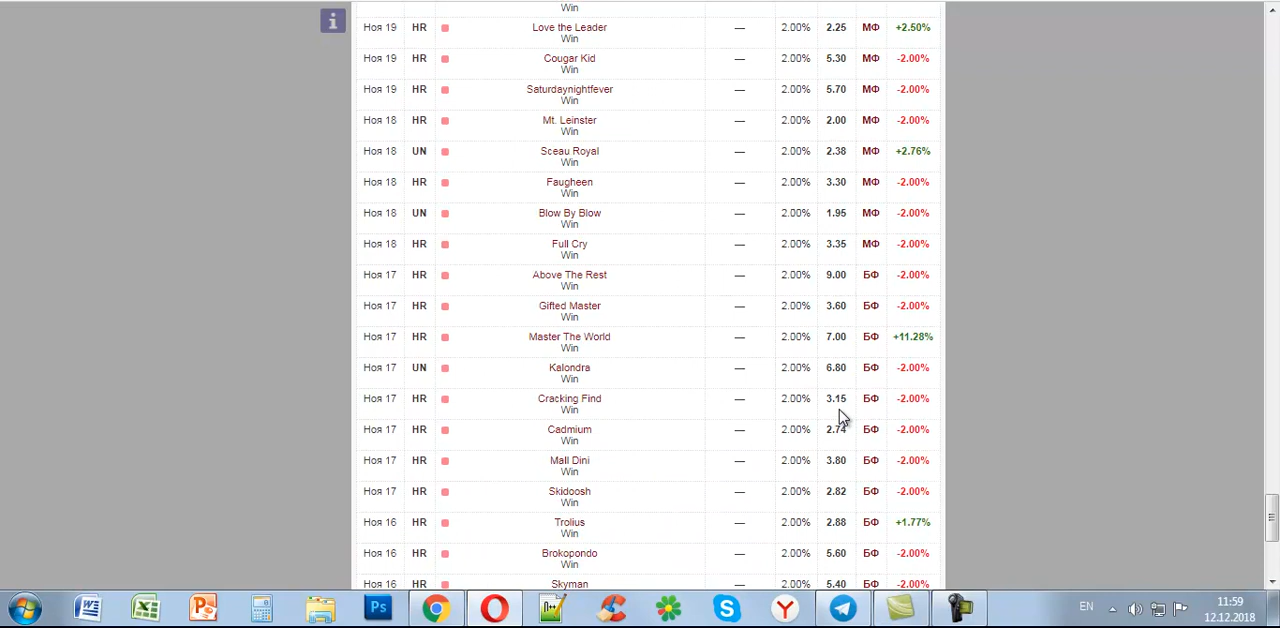 Win
Ноя 19 HR Love the Leader — 2.00% 2.25 МФ +2.50%
Win
Ноя 19 HR Cougar Kid — 2.00% 5.30 МФ -2.00%
Win
Ноя 19 HR Saturdaynightfever — 2.00% 5.70 МФ -2.00%
Win
Ноя 18 HR Mt. Leinster — 2.00% 2.00 МФ -2.00%
Win
Ноя 18 UN Sceau Royal — 2.00% 2.38 МФ +2.76%
Win
Ноя 18 HR Faugheen — 2.00% 3.30 МФ -2.00%
Win
Ноя 18 UN Blow By Blow — 2.00% 1.95 МФ -2.00%
Win
Ноя 18 HR Full Cry — 2.00% 3.35 МФ -2.00%
Win
Ноя 17 HR Above The Rest — 2.00% 9.00 БФ -2.00%
Win
Ноя 17 HR Gifted Master — 2.00% 3.60 БФ -2.00%
Win
Ноя 17 HR Master The World — 2.00% 7.00 БФ +11.28%
Win
Ноя 17 UN Kalondra — 2.00% 6.80 БФ -2.00%
Win
Ноя 17 HR Cracking Find — 2.00% 3.15 БФ -2.00%
Win
Ноя 17 HR Cadmium — 2.00% 2.74 БФ -2.00%
Win
Ноя 17 HR Mall Dini — 2.00% 3.80 БФ -2.00%
Win
Ноя 17 HR Skidoosh — 2.00% 2.82 БФ -2.00%
Win
Ноя 16 HR Trolius — 2.00% 2.88 БФ +1.77%
Win
Ноя 16 HR Brokopondo — 2.00% 5.60 БФ -2.00%
Win
Ноя 16 HR Skyman — 2.00% 5.40 БФ -2.00%
Ps
EN
11:59
12.12.2018